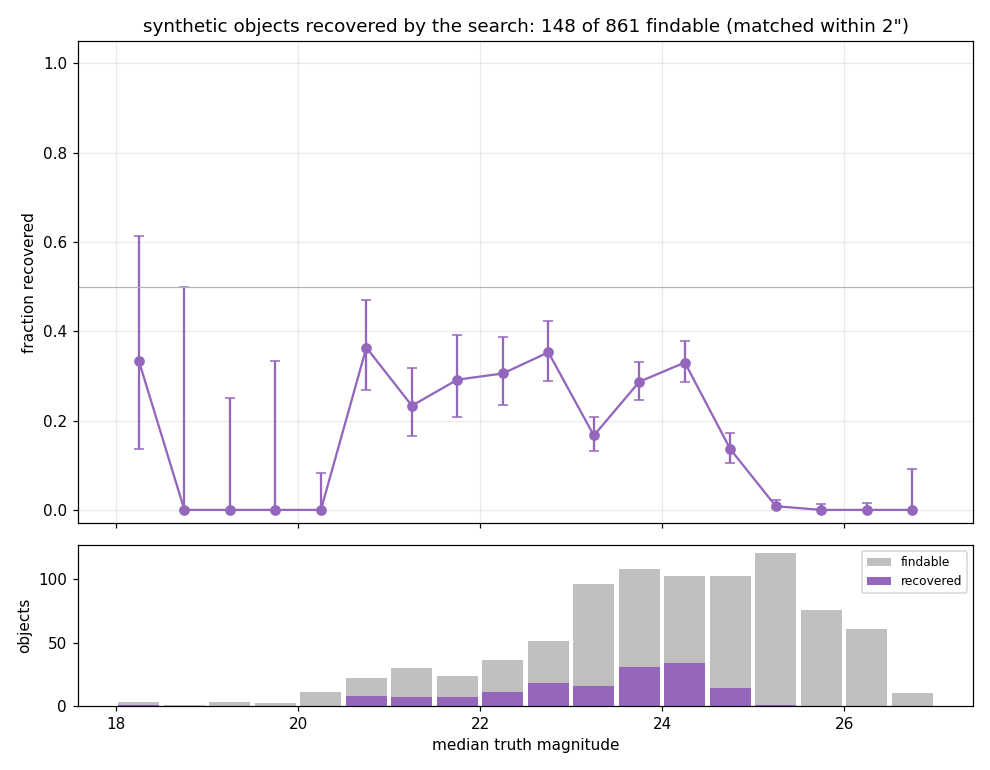 synthetic objects recovered by the search: 148 of 861 findable (matched within 2")
1.0
0.8
0.6
0.4
0.2
0.0
fraction recovered
findable
recovered
100
50
0
objects
18 20 22 24 26
median truth magnitude